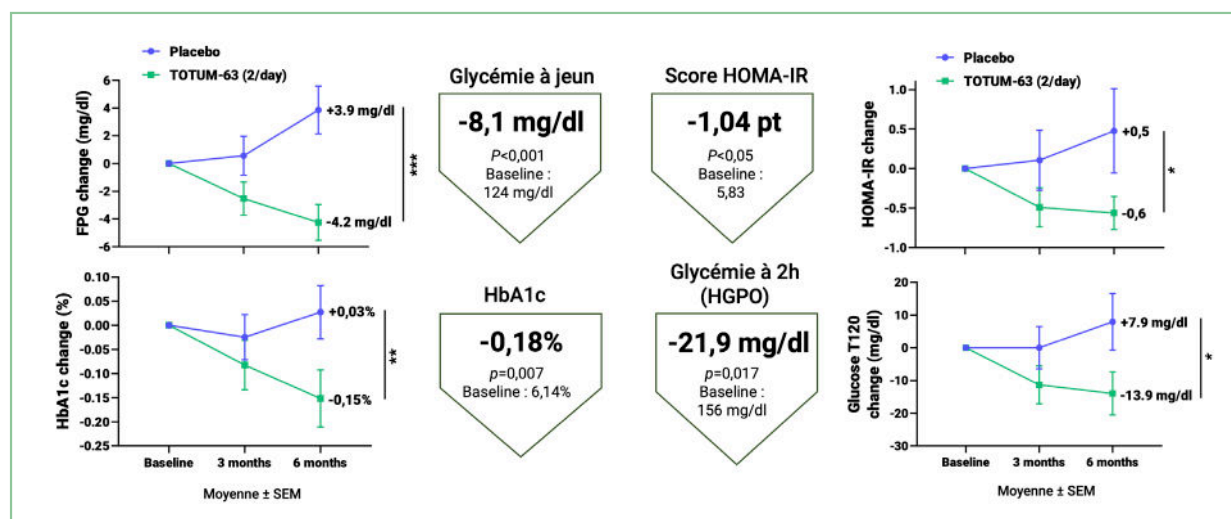 Placebo
TOTUM-63 (2/day)
FPG change (mg/dl)
6
4
2
0
-2
-4
-6
+3.9 mg/dl
-4.2 mg/dl
***
Glycémie à jeun
-8,1 mg/dl
P<0,001
Baseline :
124 mg/dl
Score HOMA-IR
-1,04 pt
P<0,05
Baseline :
5,83
Placebo
TOTUM-63 (2/day)
HOMA-IR change
1.0
0.5
0.0
-0.5
-1.0
+0,5
-0,6
*
HbA1c change (%)
0.10
0.05
0.00
-0.05
-0.10
-0.15
-0.20
-0.25
+0,03%
-0,15%
**
Baseline
3 months
6 months
Moyenne ± SEM
HbA1c
-0,18%
p=0,007
Baseline : 6,14%
Glycémie à 2h
(HGPO)
-21,9 mg/dl
p=0,017
Baseline :
156 mg/dl
Glucose T120
change (mg/dl)
20
10
0
-10
-20
-30
+7.9 mg/dl
-13.9 mg/dl
*
Baseline
3 months
6 months
Moyenne ± SEM